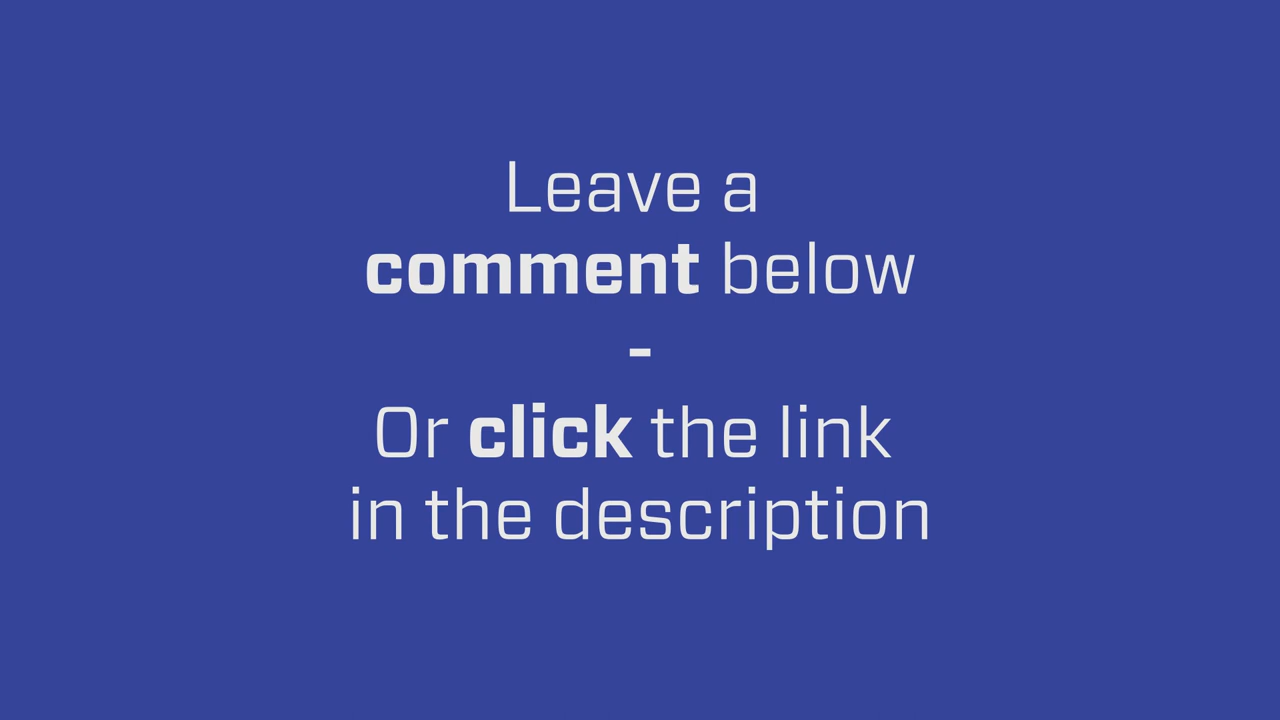 Leave a
comment below
-
Or click the link
in the description